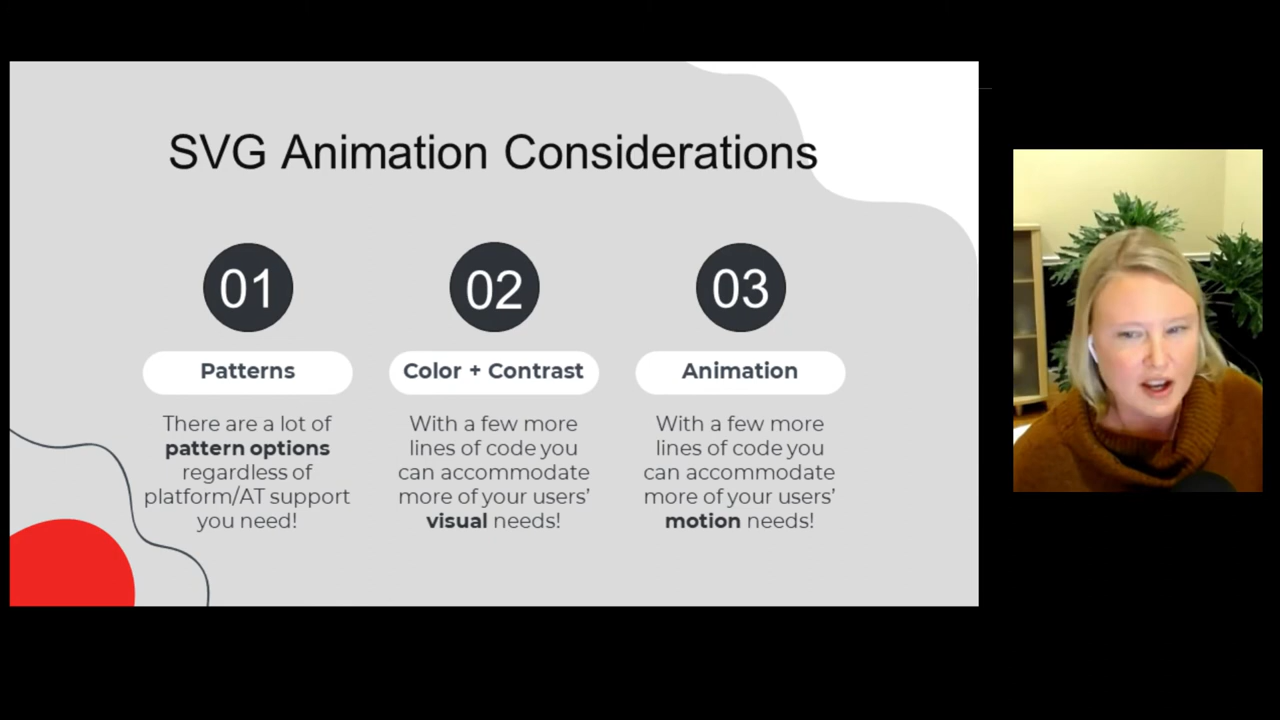 SVG Animation Considerations
01
Patterns
There are a lot of
pattern options
regardless of
platform/AT support
you need!
02
Color + Contrast
With a few more
lines of code you
can accommodate
more of your users’
visual needs!
03
Animation
With a few more
lines of code you
can accommodate
more of your users’
motion needs!